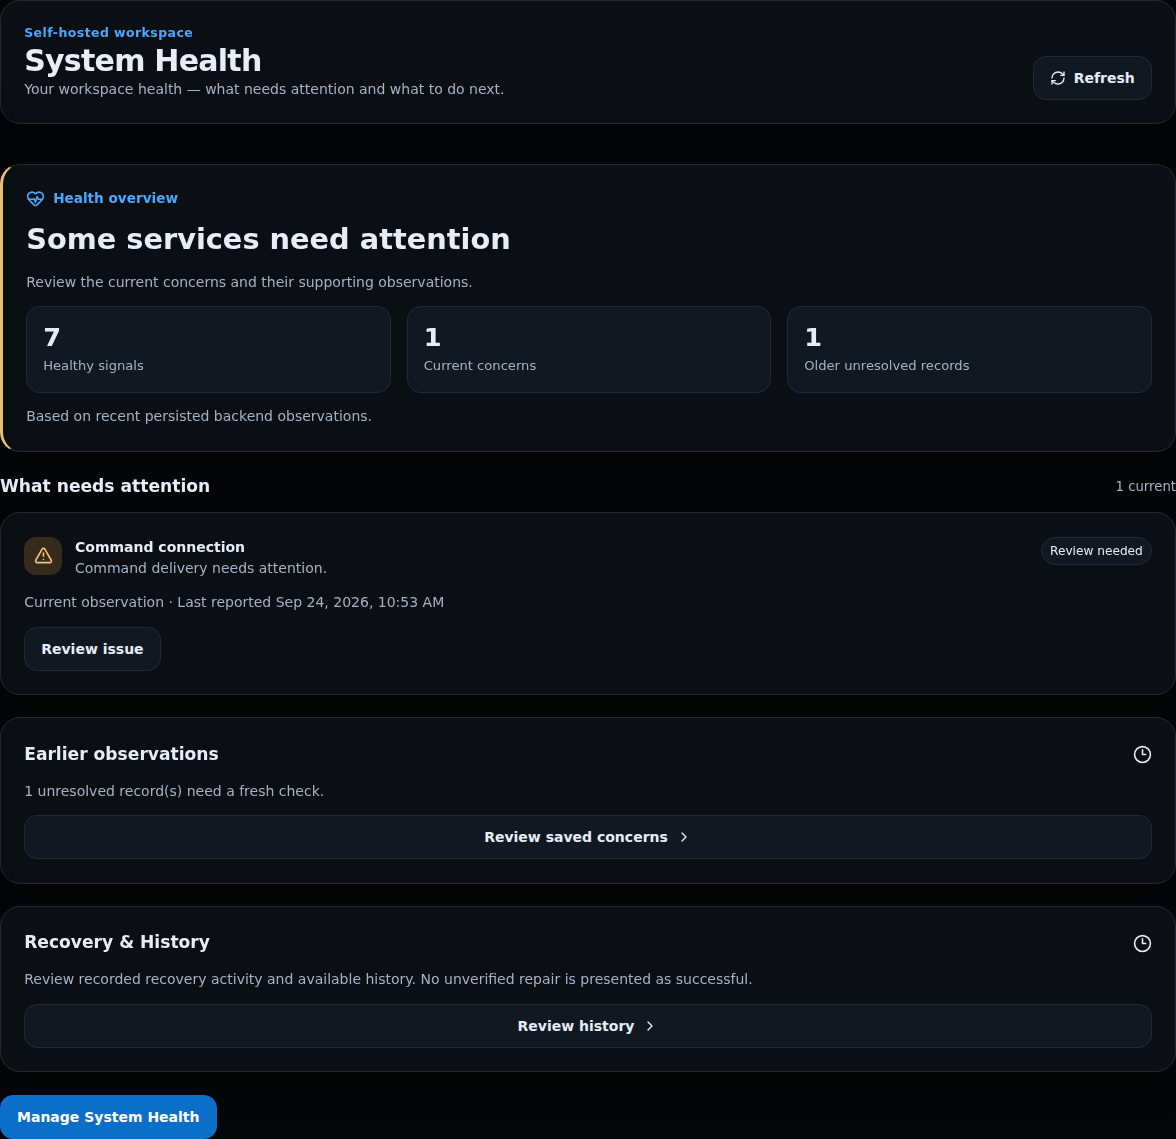 Self-hosted workspace
System Health
Your workspace health — what needs attention and what to do next.
Refresh
Health overview
Some services need attention
Review the current concerns and their supporting observations.
7
Healthy signals
1
Current concerns
1
Older unresolved records
Based on recent persisted backend observations.
What needs attention
1 current
Command connection
Command delivery needs attention.
Review needed
Current observation · Last reported Sep 24, 2026, 10:53 AM
Review issue
Earlier observations
1 unresolved record(s) need a fresh check.
Review saved concerns
Recovery & History
Review recorded recovery activity and available history. No unverified repair is presented as successful.
Review history
Manage System Health